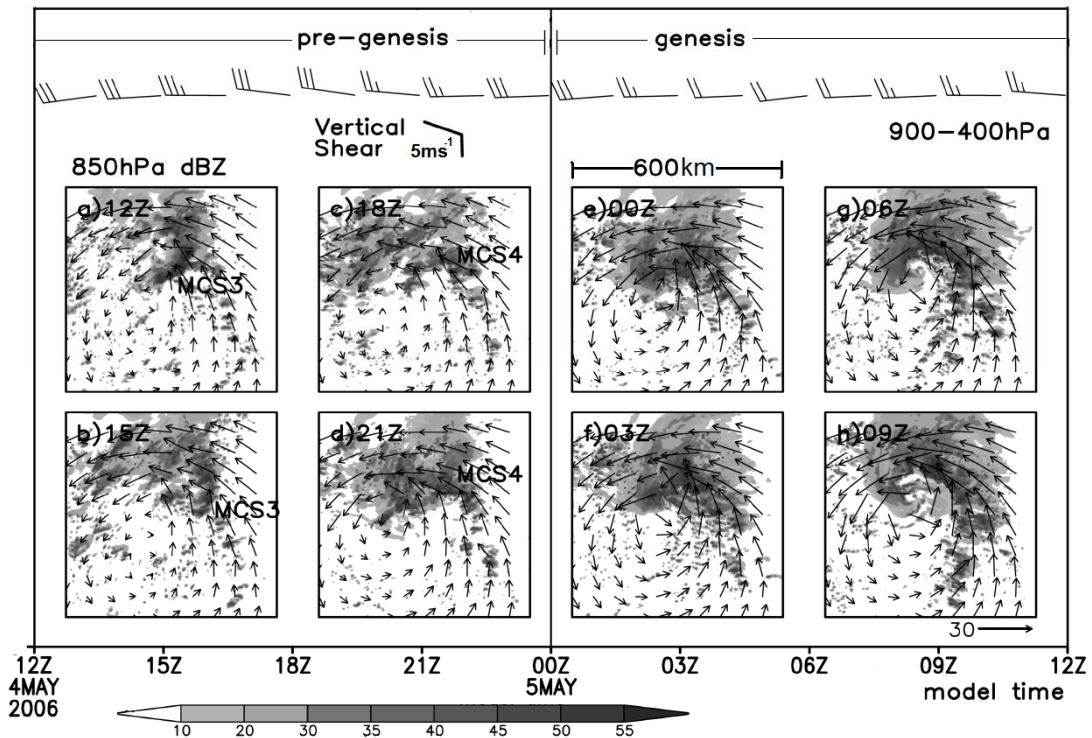 pre-genesis
genesis
Vertical
Shear
5ms⁻¹
900-400hPa
850hPa dBZ
600km
a)12Z
MCS3
c)18Z
MCS4
e)00Z
g)06Z
b)15Z
MCS3
d)21Z
MCS4
f)03Z
h)09Z
30
12Z 15Z 18Z 21Z 00Z 03Z 06Z 09Z 12Z
4MAY 5MAY
2006
model time
10 20 30 35 40 45 50 55